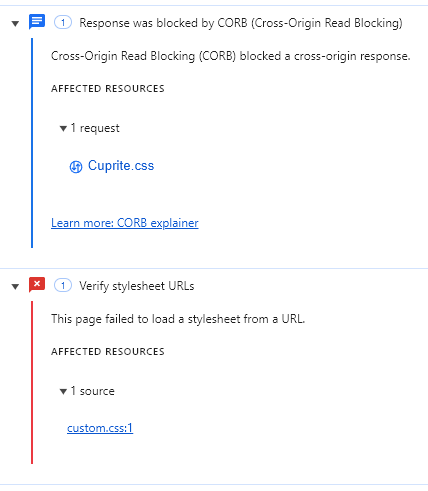 1 Response was blocked by CORB (Cross-Origin Read Blocking)
Cross-Origin Read Blocking (CORB) blocked a cross-origin response.
AFFECTED RESOURCES
1 request
Cuprite.css
Learn more: CORB explainer
1 Verify stylesheet URLs
This page failed to load a stylesheet from a URL.
AFFECTED RESOURCES
1 source
custom.css:1